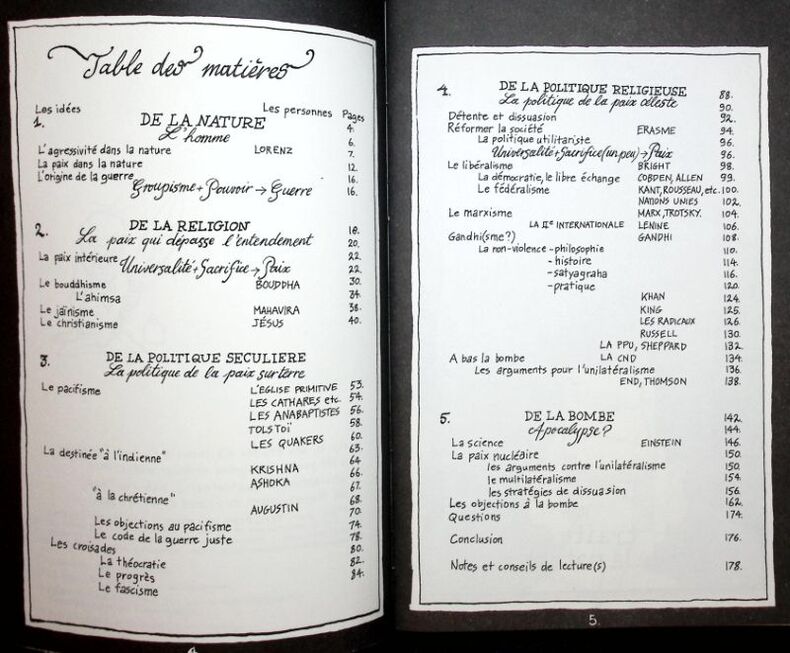 Table des matières
Les idées Les personnes Pages
1. DE LA NATURE 4.
L'homme 6.
L'agressivité dans la nature LORENZ 7.
La paix dans la nature 12.
L'origine de la guerre 16.
Groupisme + Pouvoir → Guerre 16.
2. DE LA RELIGION 18.
La paix qui dépasse l'entendement 20.
La paix intérieure 22.
Universalité + Sacrifice → Paix 22.
Le bouddhisme BOUDDHA 30.
L'ahimsa 34.
Le jaïnisme MAHAVIRA 38.
Le christianisme JÉSUS 40.
3. DE LA POLITIQUE SECULIERE
La politique de la paix sur terre
Le pacifisme L'ÉGLISE PRIMITIVE 53.
LES CATHARES etc. 54.
LES ANABAPTISTES 56.
TOLSTOÏ 58.
LES QUAKERS 60.
La destinée "à l'indienne" 63.
KRISHNA 64.
ASHOKA 66.
"à la chrétienne" 67.
AUGUSTIN 68.
Les objections au pacifisme 70.
Le code de la guerre juste 74.
Les croisades 78.
La théocratie 80.
Le progrès 82.
Le fascisme 84.
4. DE LA POLITIQUE RELIGIEUSE 88.
La politique de la paix céleste 90.
Détente et dissuasion 92.
Réformer la société ERASME 94.
La politique utilitariste 96.
Universalité + Sacrifice (un peu) → Paix 96.
Le libéralisme BRIGHT 98.
La démocratie, le libre échange COBDEN, ALLEN 99.
Le fédéralisme KANT, ROUSSEAU, etc. 100.
NATIONS UNIES 102.
Le marxisme MARX, TROTSKY. 104.
LA IIe INTERNATIONALE LÉNINE 106.
Gandhi(sme?) GANDHI 108.
La non-violence - philosophie 110.
- histoire 114.
- satyagraha 116.
- pratique 120.
KHAN 124.
KING 125.
LES RADICAUX 126.
RUSSELL 130.
LA PPU, SHEPPARD 132.
A bas la bombe LA CND 134.
Les arguments pour l'unilatéralisme 136.
END, THOMSON 138.
5. DE LA BOMBE 142.
Apocalypse? 144.
La science EINSTEIN 146.
La paix nucléaire 150.
les arguments contre l'unilatéralisme 150.
le multilatéralisme 154.
les stratégies de dissuasion 156.
Les objections à la bombe 162.
Questions 174.
Conclusion 176.
Notes et conseils de lecture(s) 178.
5.